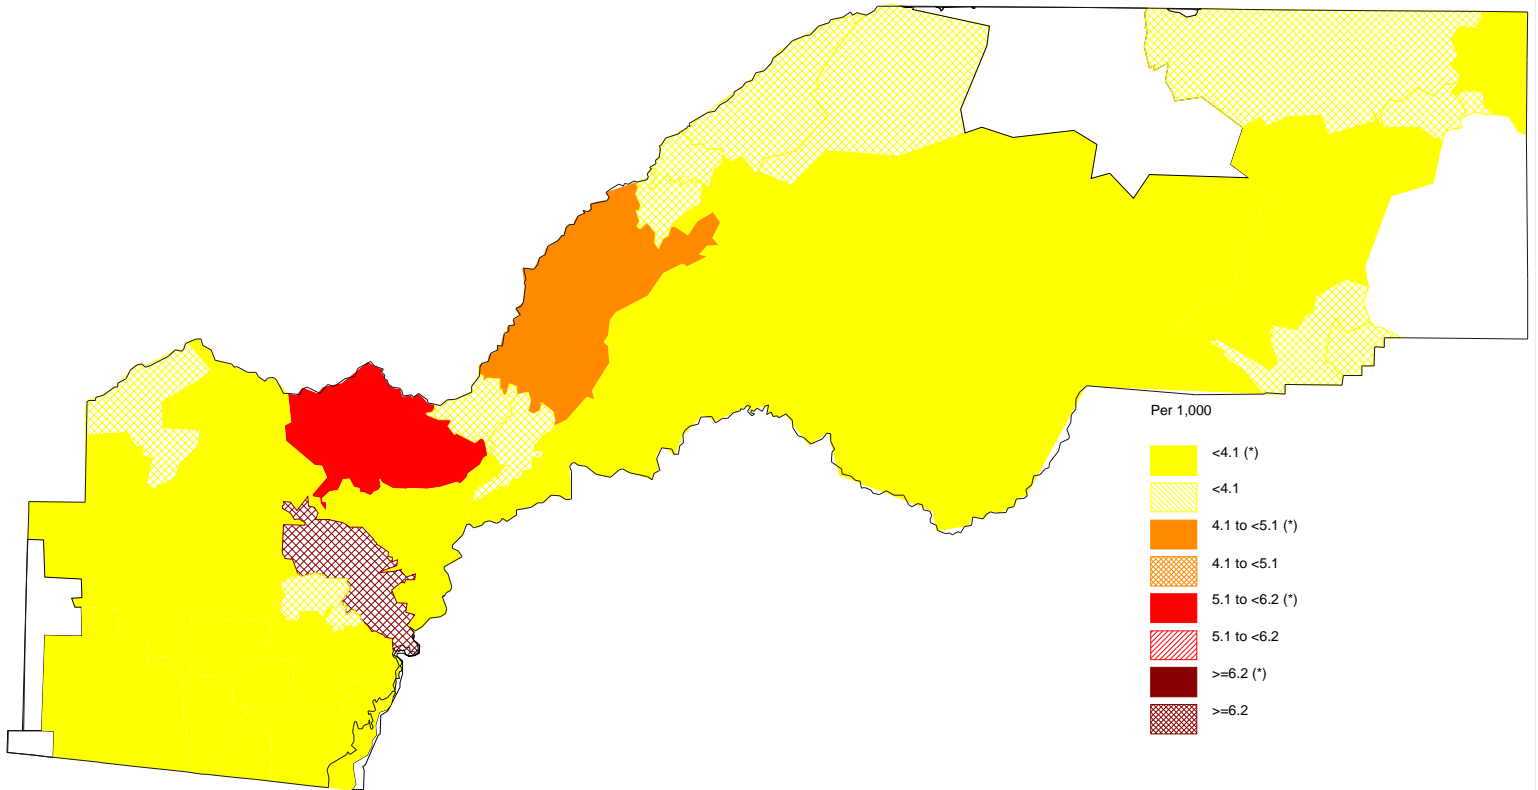 Per 1,000
<4.1 (*)
<4.1
4.1 to <5.1 (*)
4.1 to <5.1
5.1 to <6.2 (*)
5.1 to <6.2
>=6.2 (*)
>=6.2